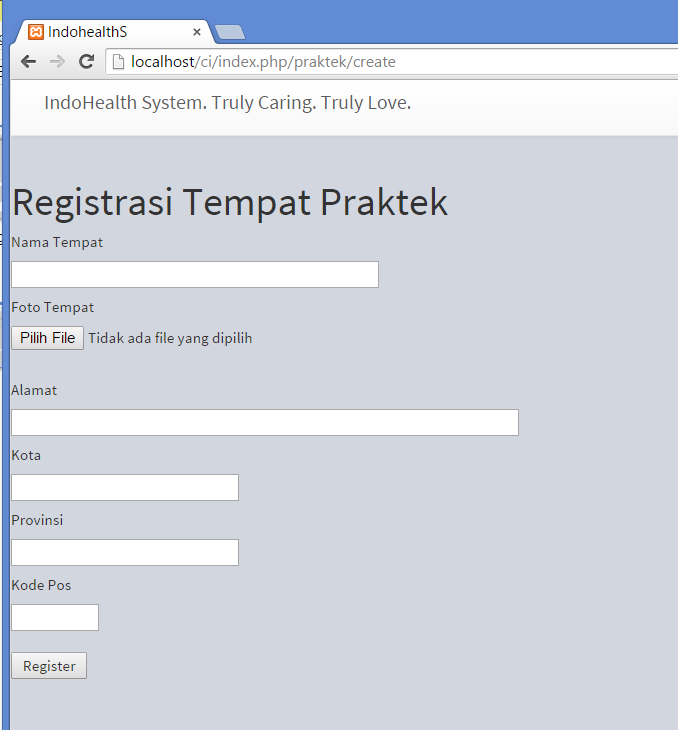 IndohealthS
localhost/ci/index.php/praktek/create
IndoHealth System. Truly Caring. Truly Love.
Registrasi Tempat Praktek
Nama Tempat
Foto Tempat
Pilih File Tidak ada file yang dipilih
Alamat
Kota
Provinsi
Kode Pos
Register